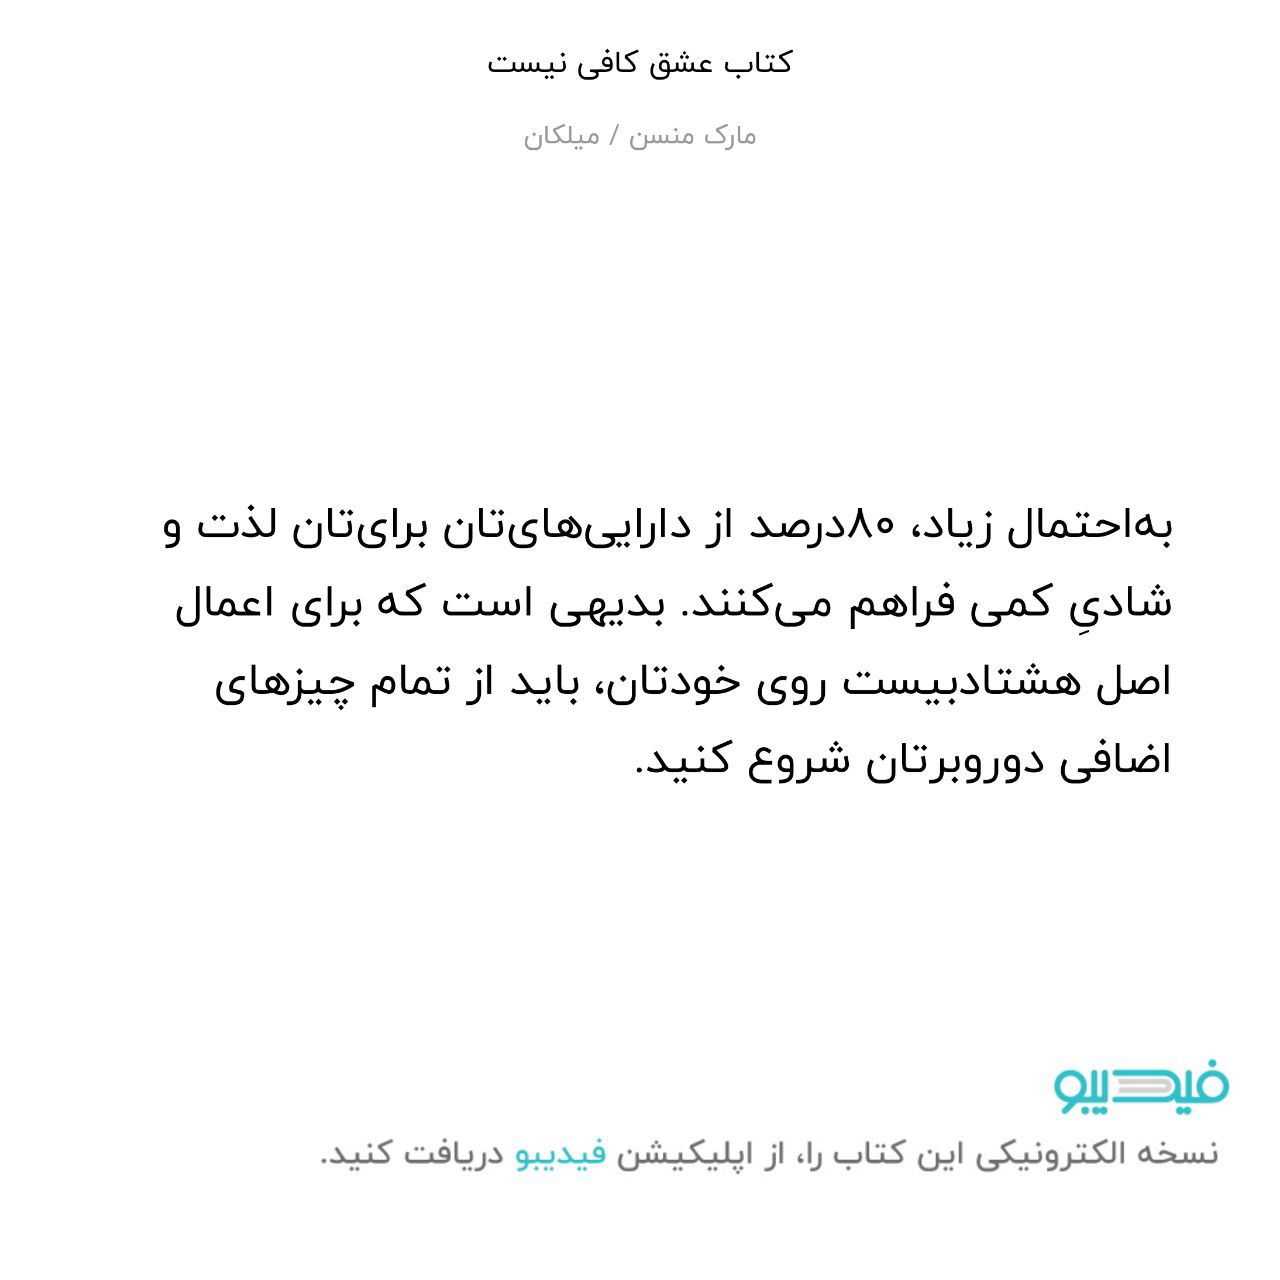 کتاب عشق کافی نیست
مارک منسن / میلکان
به‌احتمال زیاد، ۸۰درصد از دارایی‌های‌تان برای‌تان لذت و
شادیِ کمی فراهم می‌کنند. بدیهی است که برای اعمال
اصل هشتادبیست روی خودتان، باید از تمام چیزهای
اضافی دوروبرتان شروع کنید.
فیدیبو
نسخه الکترونیکی این کتاب را، از اپلیکیشن فیدیبو دریافت کنید.